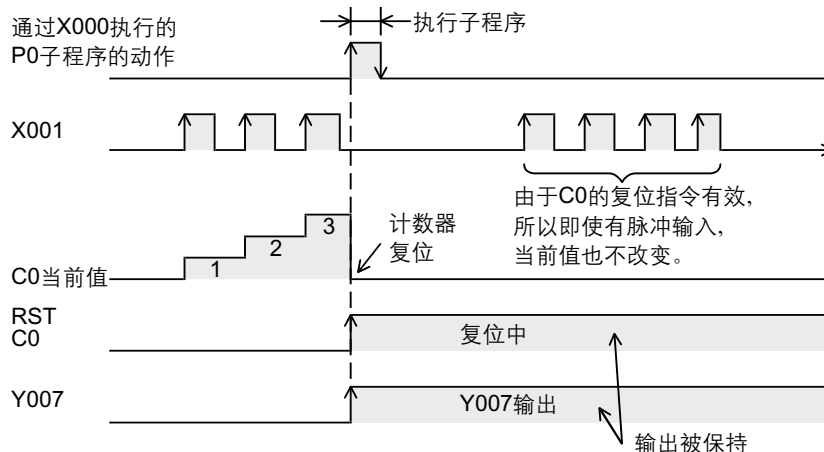 通过X000执行的
P0子程序的动作
执行子程序
X001
由于C0的复位指令有效，
所以即使有脉冲输入，
当前值也不改变。
计数器
复位
1
2
3
C0当前值
RST
C0
复位中
Y007
Y007输出
输出被保持